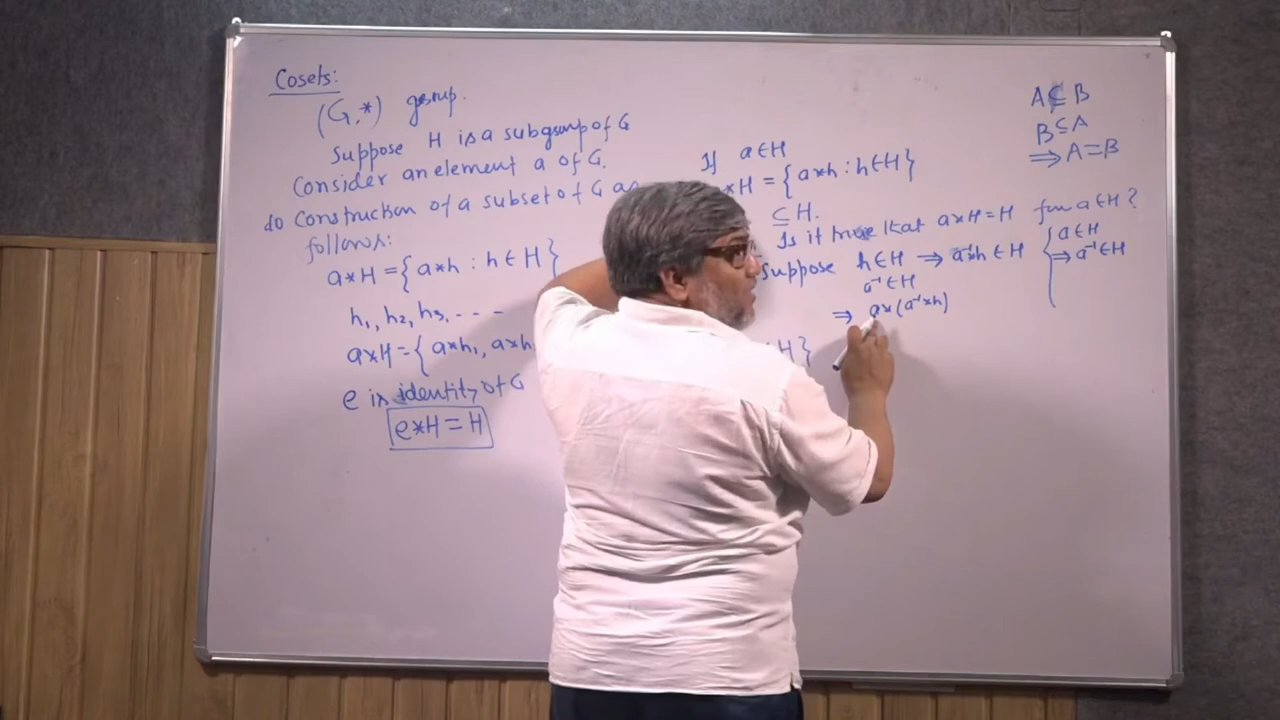 Cosets:
(G,*) group.
Suppose H is a subgroup of G
Consider an element a of G.
do Construction of a subset of G as
follows:
a*H = {a*h : h ∈ H}
h₁, h₂, h₃, - - -
a*H = {a*h₁, a*h
e is identity of G
e*H = H
If a ∈ H
*H = {a*h : h ∈ H}
⊆ H.
Is it true that a*H = H for a ∈ H?
Suppose h ∈ H ⇒ a⁻¹*h ∈ H
a⁻¹ ∈ H
⇒ a*(a⁻¹*h)
H}
{ a ∈ H
⇒ a⁻¹ ∈ H
A ⊆ B
B ⊆ A
⇒ A = B